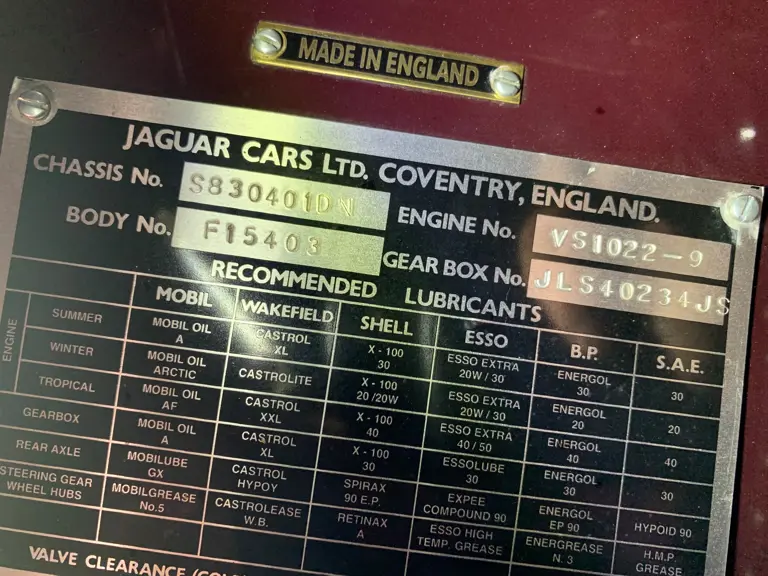 MADE IN ENGLAND
JAGUAR CARS LTD. COVENTRY, ENGLAND.
CHASSIS No. S830401DN ENGINE No. VS1022-9
BODY No. F15403 GEAR BOX No. JLS40234JS
RECOMMENDED LUBRICANTS
MOBIL WAKEFIELD SHELL ESSO B.P. S.A.E.
ENGINE
SUMMER MOBIL OIL A CASTROL XL X - 100 30 ESSO EXTRA 20W / 30 ENERGOL 30 30
WINTER MOBIL OIL ARCTIC CASTROLITE X - 100 20 /20W ESSO EXTRA 20W / 30 ENERGOL 20 20
TROPICAL MOBIL OIL AF CASTROL XXL X - 100 40 ESSO EXTRA 40 / 50 ENERGOL 40 40
GEARBOX MOBIL OIL A CASTROL XL X - 100 30 ESSOLUBE 30 ENERGOL 30 30
REAR AXLE MOBILUBE GX CASTROL HYPOY SPIRAX 90 E.P. EXPEE COMPOUND 90 ENERGOL EP 90 HYPOID 90
STEERING GEAR WHEEL HUBS MOBILGREASE No.5 CASTROLEASE W.B. RETINAX A ESSO HIGH TEMP. GREASE ENERGREASE N. 3 H.M.P. GREASE
VALVE CLEARANCE